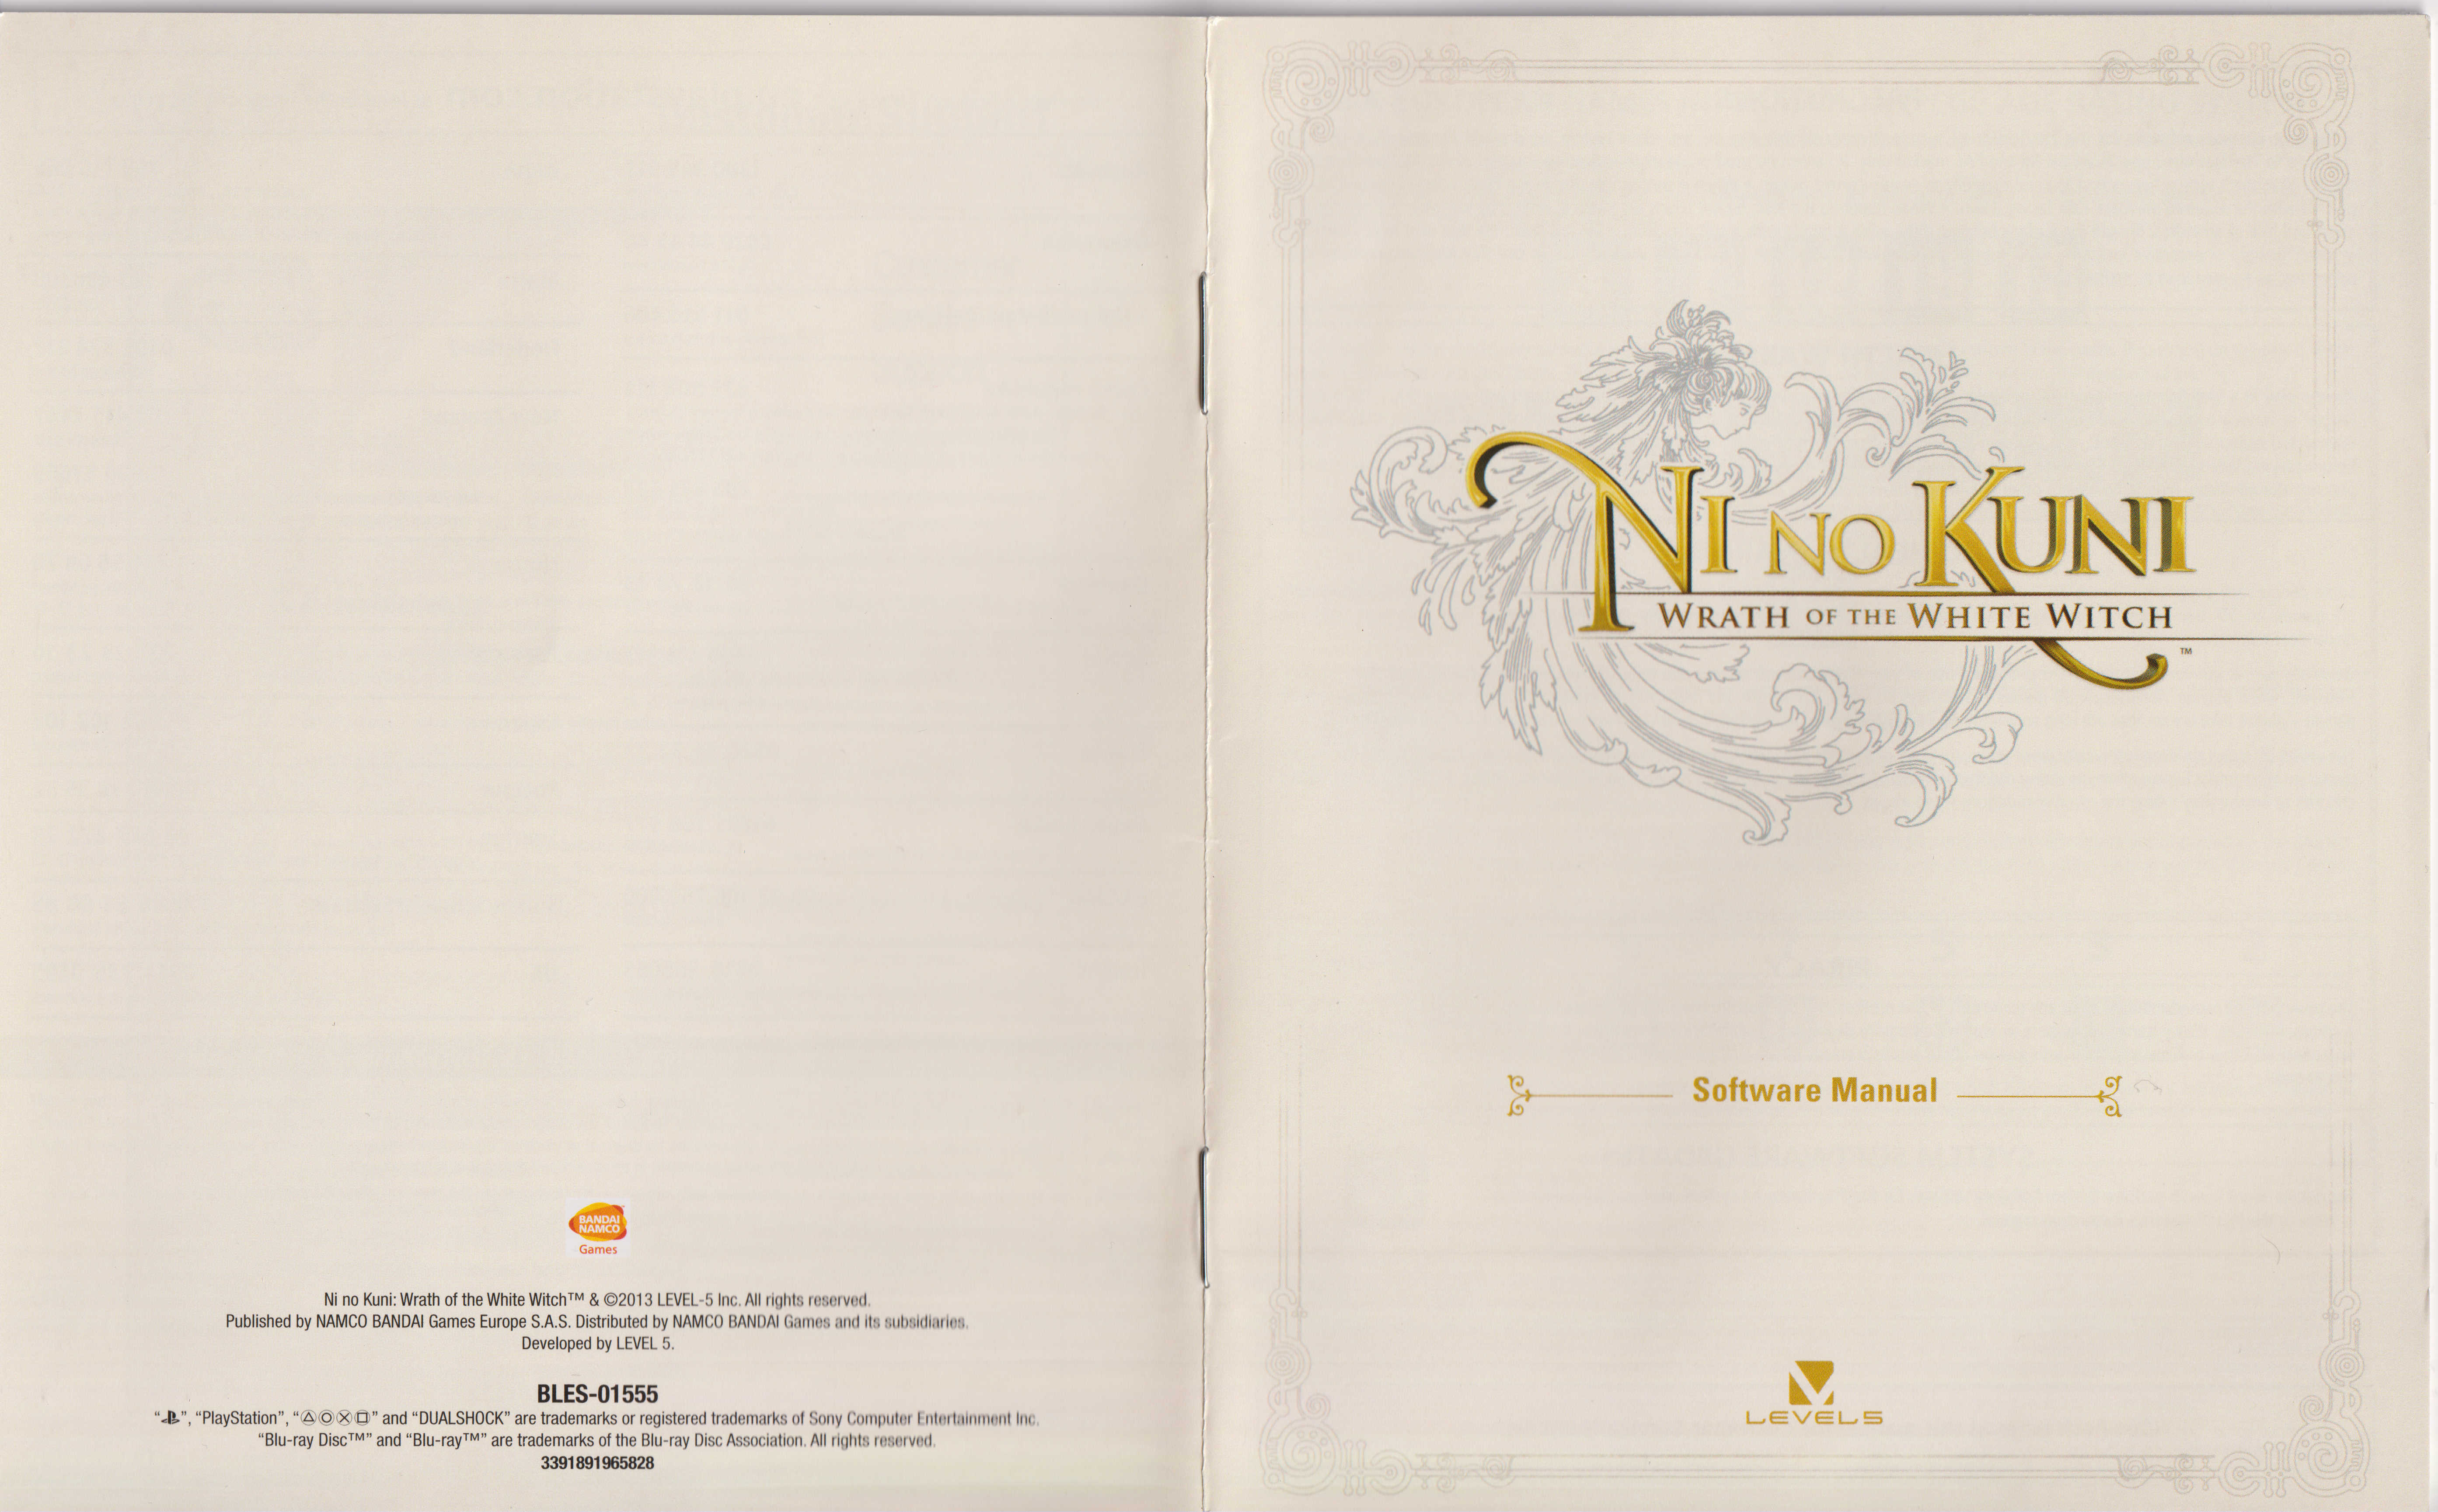 BANDAI
NAMCO
Games
Ni no Kuni: Wrath of the White Witch™ & ©2013 LEVEL-5 Inc. All rights reserved.
Published by NAMCO BANDAI Games Europe S.A.S. Distributed by NAMCO BANDAI Games and its subsidiaries.
Developed by LEVEL 5.
BLES-01555
“PS”, “PlayStation”, “△○✕□” and “DUALSHOCK” are trademarks or registered trademarks of Sony Computer Entertainment Inc.
“Blu-ray Disc™” and “Blu-ray™” are trademarks of the Blu-ray Disc Association. All rights reserved.
3391891965828
NI NO KUNI
WRATH OF THE WHITE WITCH
™
Software Manual
LEVEL5